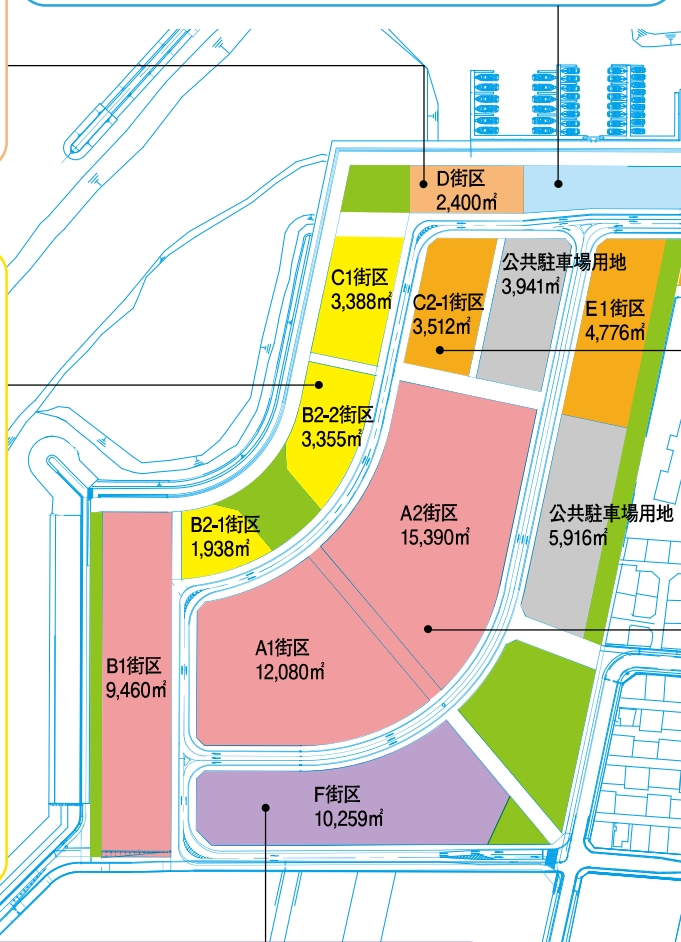 D街区
2,400㎡
公共駐車場用地
3,941㎡
C1街区
3,388㎡
C2-1街区
3,512㎡
E1街区
4,776㎡
B2-2街区
3,355㎡
B2-1街区
1,938㎡
A2街区
15,390㎡
公共駐車場用地
5,916㎡
A1街区
12,080㎡
B1街区
9,460㎡
F街区
10,259㎡